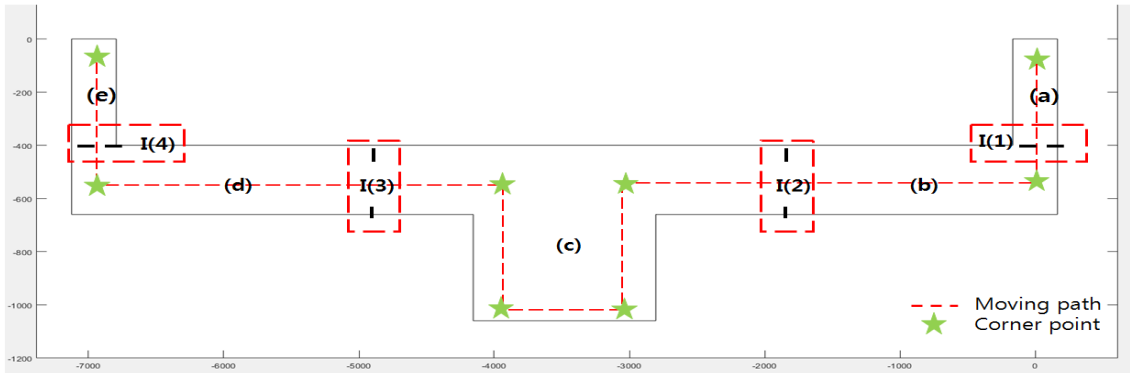 0
-200
(e)
(a)
-400
I(4)
I(1)
(d)
I(3)
I(2)
(b)
-600
-800
(c)
-1000
Moving path
Corner point
-1200
-7000 -6000 -5000 -4000 -3000 -2000 -1000 0